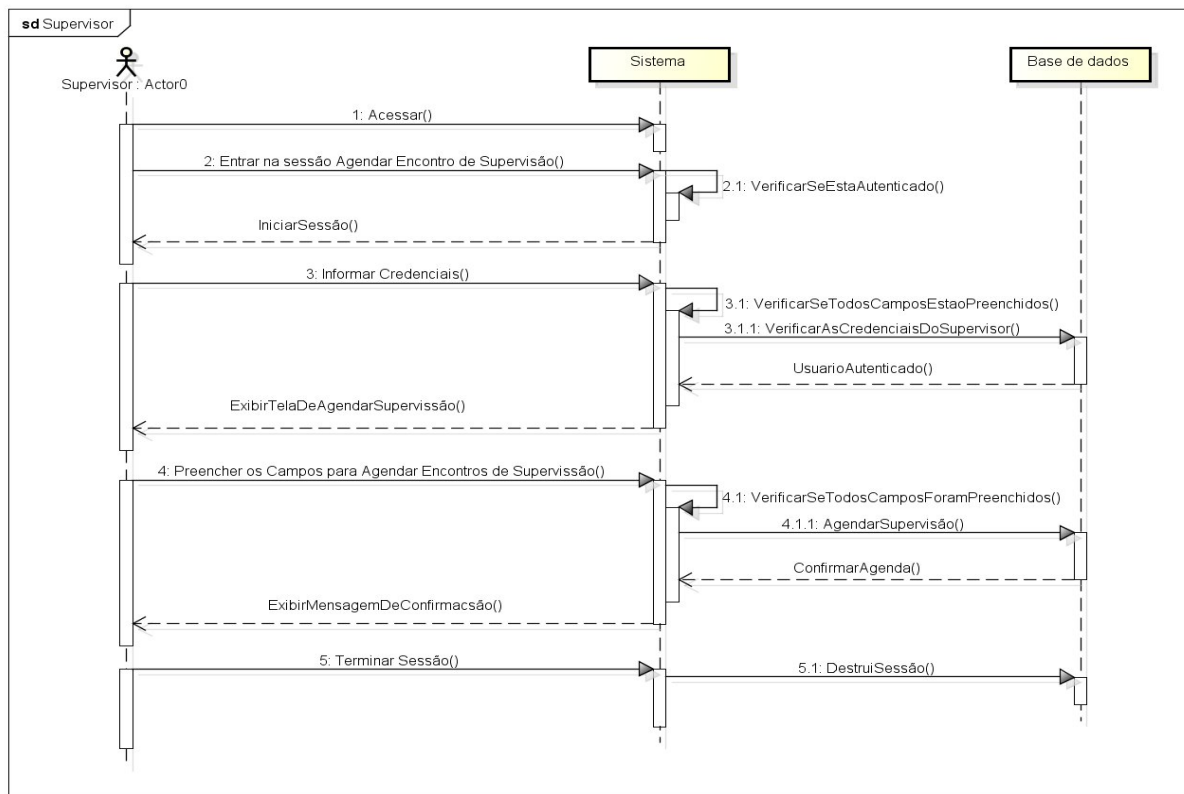 sd Supervisor
Supervisor : Actor0
Sistema
Base de dados
1: Acessar()
2: Entrar na sessão Agendar Encontro de Supervisão()
2.1: VerificarSeEstaAutenticado()
IniciarSessão()
3: Informar Credenciais()
3.1: VerificarSeTodosCamposEstaoPreenchidos()
3.1.1: VerificarAsCredenciaisDoSupervisor()
UsuarioAutenticado()
ExibirTelaDeAgendarSupervissão()
4: Preencher os Campos para Agendar Encontros de Supervissão()
4.1: VerificarSeTodosCamposForamPreenchidos()
4.1.1: AgendarSupervisão()
ConfirmarAgenda()
ExibirMensagemDeConfirmacsão()
5: Terminar Sessão()
5.1: DestruiSessão()